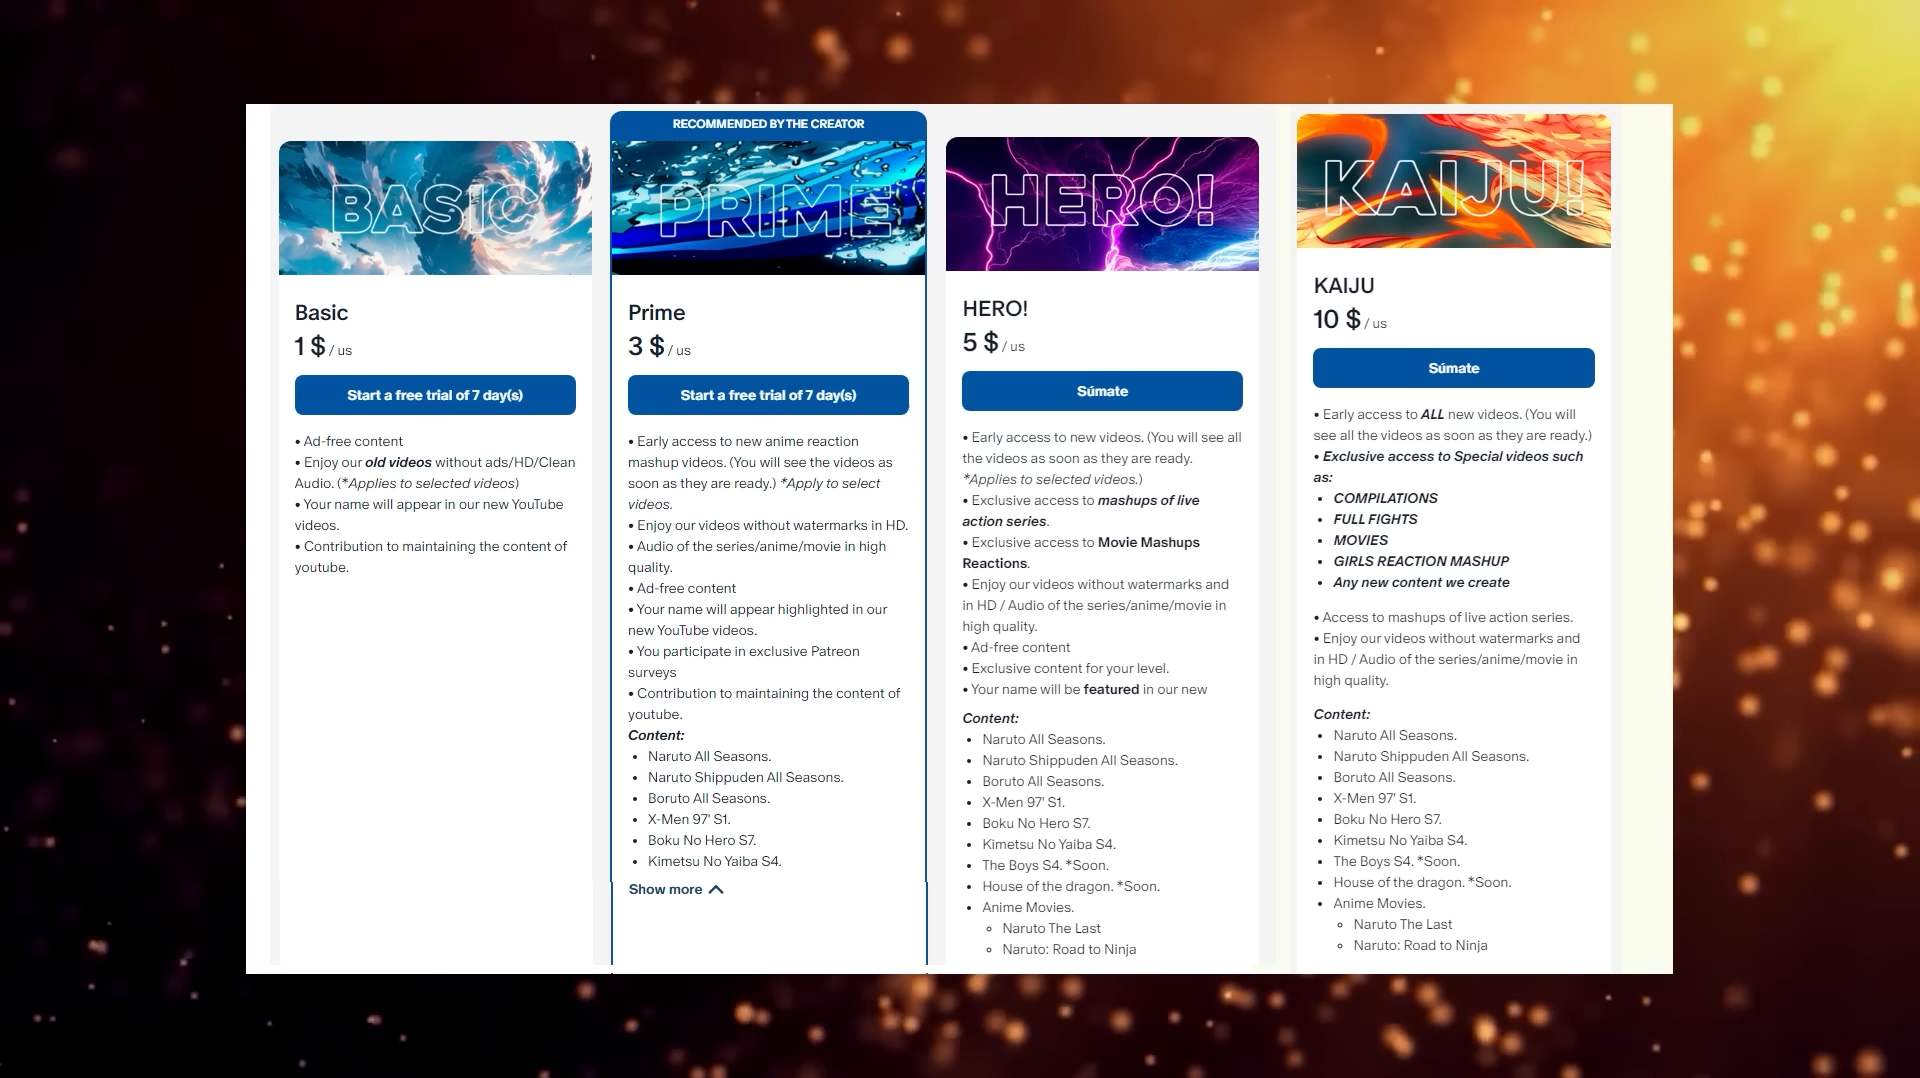 BASIC
Basic
1 $ / us
Start a free trial of 7 day(s)
• Ad-free content
• Enjoy our old videos without ads/HD/Clean
Audio. (*Applies to selected videos)
• Your name will appear in our new YouTube
videos.
• Contribution to maintaining the content of
youtube.
RECOMMENDED BY THE CREATOR
PRIME
Prime
3 $ / us
Start a free trial of 7 day(s)
• Early access to new anime reaction
mashup videos. (You will see the videos as
soon as they are ready.) *Apply to select
videos.
• Enjoy our videos without watermarks in HD.
• Audio of the series/anime/movie in high
quality.
• Ad-free content
• Your name will appear highlighted in our
new YouTube videos.
• You participate in exclusive Patreon
surveys
• Contribution to maintaining the content of
youtube.
Content:
• Naruto All Seasons.
• Naruto Shippuden All Seasons.
• Boruto All Seasons.
• X-Men 97' S1.
• Boku No Hero S7.
• Kimetsu No Yaiba S4.
Show more
HERO!
HERO!
5 $ / us
Súmate
• Early access to new videos. (You will see all
the videos as soon as they are ready.
*Applies to selected videos.)
• Exclusive access to mashups of live
action series.
• Exclusive access to Movie Mashups
Reactions.
• Enjoy our videos without watermarks and
in HD / Audio of the series/anime/movie in
high quality.
• Ad-free content
• Exclusive content for your level.
• Your name will be featured in our new
Content:
• Naruto All Seasons.
• Naruto Shippuden All Seasons.
• Boruto All Seasons.
• X-Men 97' S1.
• Boku No Hero S7.
• Kimetsu No Yaiba S4.
• The Boys S4. *Soon.
• House of the dragon. *Soon.
• Anime Movies.
◦ Naruto The Last
◦ Naruto: Road to Ninja
KAIJU!
KAIJU
10 $ / us
Súmate
• Early access to ALL new videos. (You will
see all the videos as soon as they are ready.)
• Exclusive access to Special videos such
as:
• COMPILATIONS
• FULL FIGHTS
• MOVIES
• GIRLS REACTION MASHUP
• Any new content we create
• Access to mashups of live action series.
• Enjoy our videos without watermarks and
in HD / Audio of the series/anime/movie in
high quality.
Content:
• Naruto All Seasons.
• Naruto Shippuden All Seasons.
• Boruto All Seasons.
• X-Men 97' S1.
• Boku No Hero S7.
• Kimetsu No Yaiba S4.
• The Boys S4. *Soon.
• House of the dragon. *Soon.
• Anime Movies.
◦ Naruto The Last
◦ Naruto: Road to Ninja